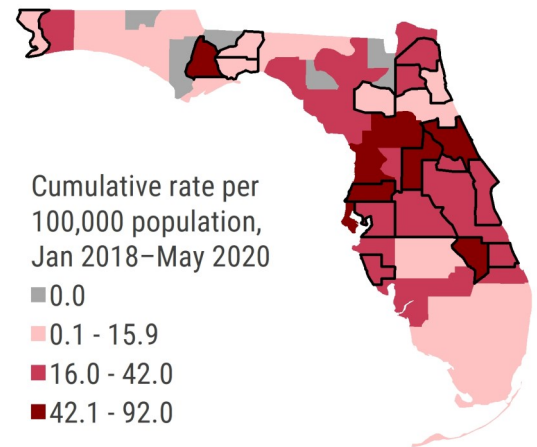 Cumulative rate per
100,000 population,
Jan 2018–May 2020
0.0
0.1 - 15.9
16.0 - 42.0
42.1 - 92.0